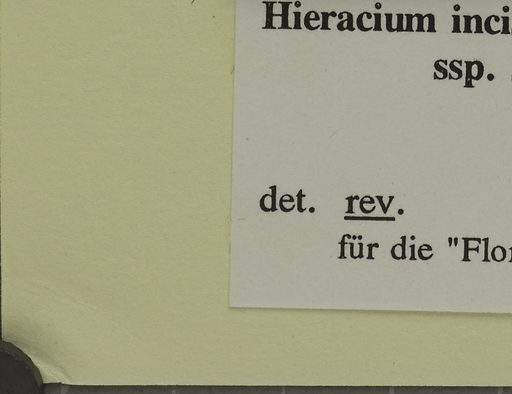 Hieracium inci
ssp.
det. rev.
für die "Flo